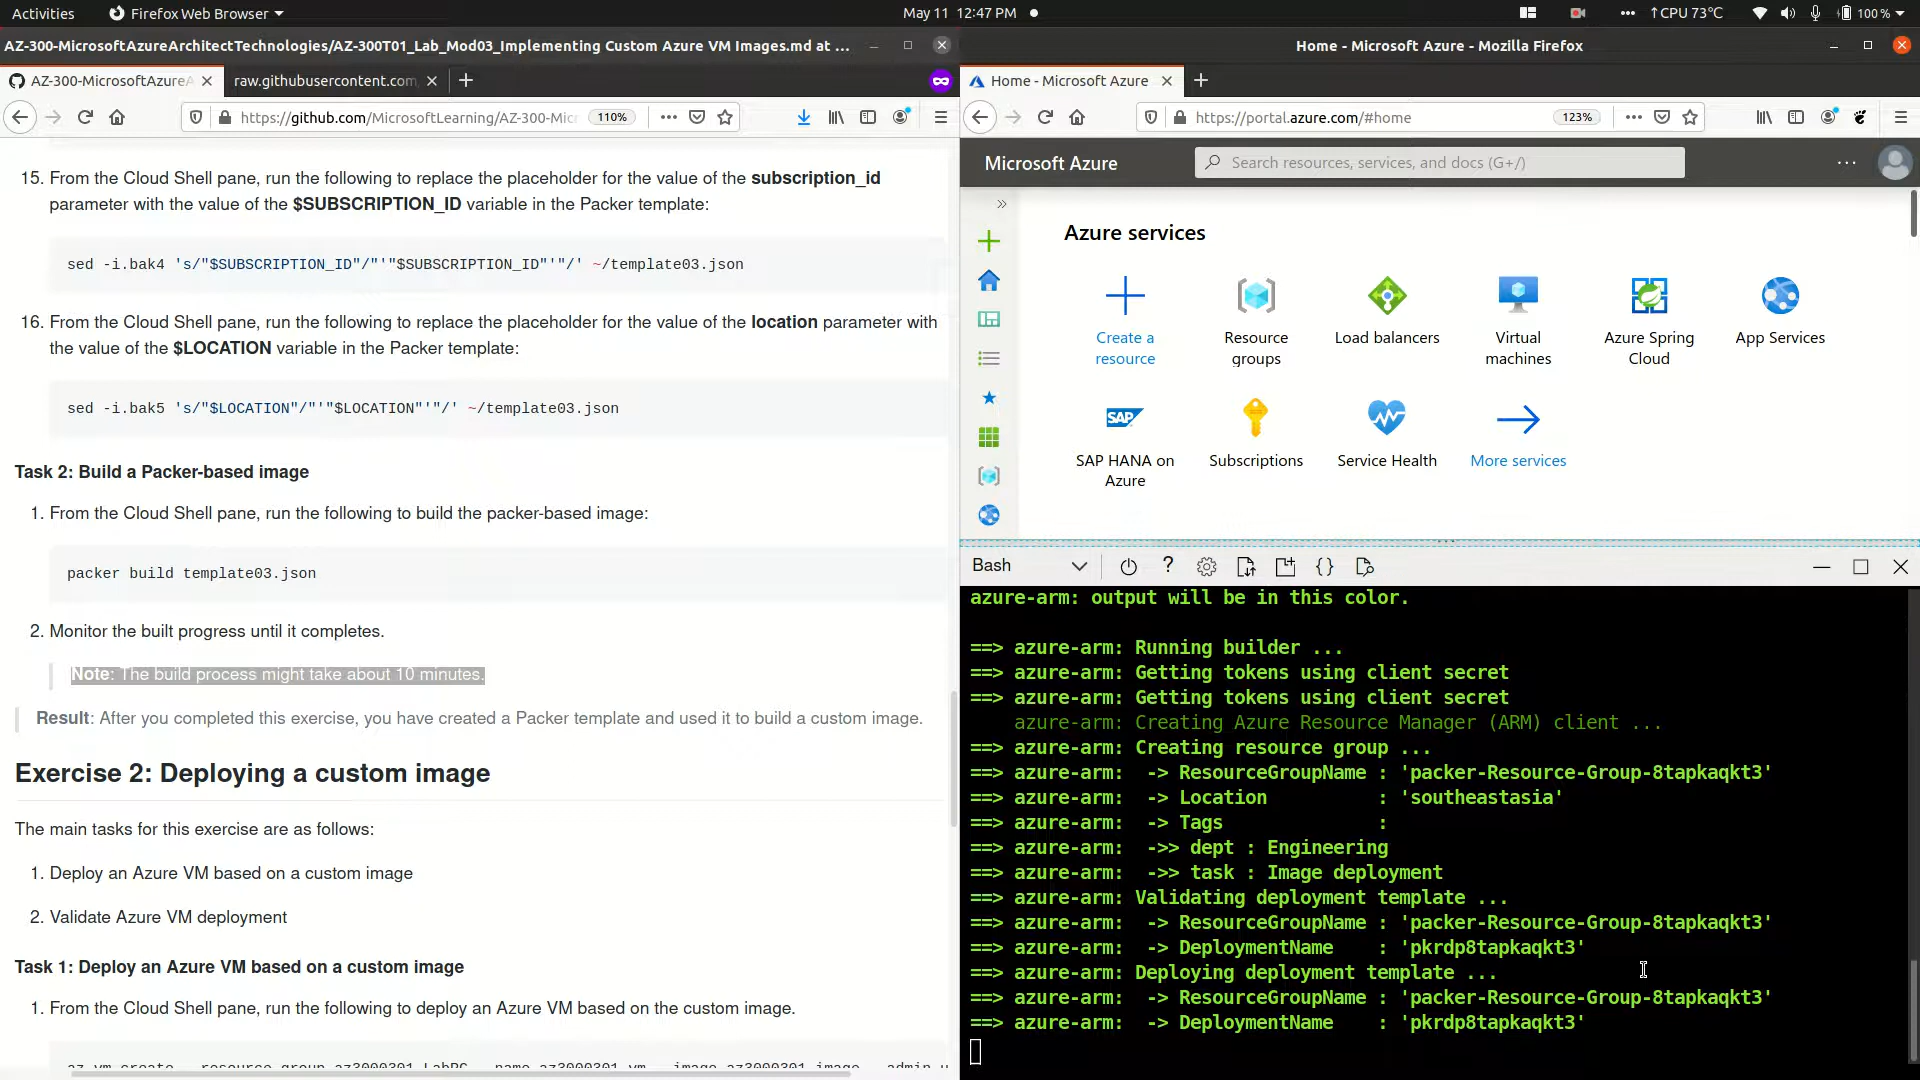 Activities
Firefox Web Browser
May 11 12:47 PM
↑CPU 73℃
100 %
AZ-300-MicrosoftAzureArchitectTechnologies/AZ-300T01_Lab_Mod03_Implementing Custom Azure VM Images.md at ...
AZ-300-MicrosoftAzureA
raw.githubusercontent.com
https://github.com/MicrosoftLearning/AZ-300-Mic
110%
15. From the Cloud Shell pane, run the following to replace the placeholder for the value of the subscription_id
parameter with the value of the $SUBSCRIPTION_ID variable in the Packer template:
sed -i.bak4 's/"$SUBSCRIPTION_ID"/"'"$SUBSCRIPTION_ID"'"/' ~/template03.json
16. From the Cloud Shell pane, run the following to replace the placeholder for the value of the location parameter with
the value of the $LOCATION variable in the Packer template:
sed -i.bak5 's/"$LOCATION"/"'"$LOCATION"'"/' ~/template03.json
Task 2: Build a Packer-based image
1. From the Cloud Shell pane, run the following to build the packer-based image:
packer build template03.json
2. Monitor the built progress until it completes.
Note: The build process might take about 10 minutes.
Result: After you completed this exercise, you have created a Packer template and used it to build a custom image.
Exercise 2: Deploying a custom image
The main tasks for this exercise are as follows:
1. Deploy an Azure VM based on a custom image
2. Validate Azure VM deployment
Task 1: Deploy an Azure VM based on a custom image
1. From the Cloud Shell pane, run the following to deploy an Azure VM based on the custom image.
Home - Microsoft Azure - Mozilla Firefox
Home - Microsoft Azure
https://portal.azure.com/#home
123%
Microsoft Azure
Search resources, services, and docs (G+/)
Azure services
Create a
resource
Resource
groups
Load balancers
Virtual
machines
Azure Spring
Cloud
App Services
SAP
SAP HANA on
Azure
Subscriptions
Service Health
More services
Bash
azure-arm: output will be in this color.
==> azure-arm: Running builder ...
==> azure-arm: Getting tokens using client secret
==> azure-arm: Getting tokens using client secret
azure-arm: Creating Azure Resource Manager (ARM) client ...
==> azure-arm: Creating resource group ...
==> azure-arm:  -> ResourceGroupName : 'packer-Resource-Group-8tapkaqkt3'
==> azure-arm:  -> Location          : 'southeastasia'
==> azure-arm:  -> Tags              :
==> azure-arm:  ->> dept : Engineering
==> azure-arm:  ->> task : Image deployment
==> azure-arm: Validating deployment template ...
==> azure-arm:  -> ResourceGroupName : 'packer-Resource-Group-8tapkaqkt3'
==> azure-arm:  -> DeploymentName    : 'pkrdp8tapkaqkt3'
==> azure-arm: Deploying deployment template ...
==> azure-arm:  -> ResourceGroupName : 'packer-Resource-Group-8tapkaqkt3'
==> azure-arm:  -> DeploymentName    : 'pkrdp8tapkaqkt3'